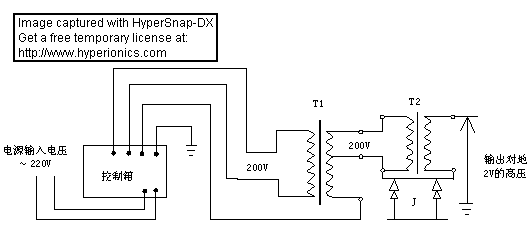 Image captured with HyperSnap-DX
Get a free temporary license at:
http://www.hyperionics.com
T1
T2
电源输入电压
~ 220V
控制箱
200V
200V
输出对地
2V的高压
J